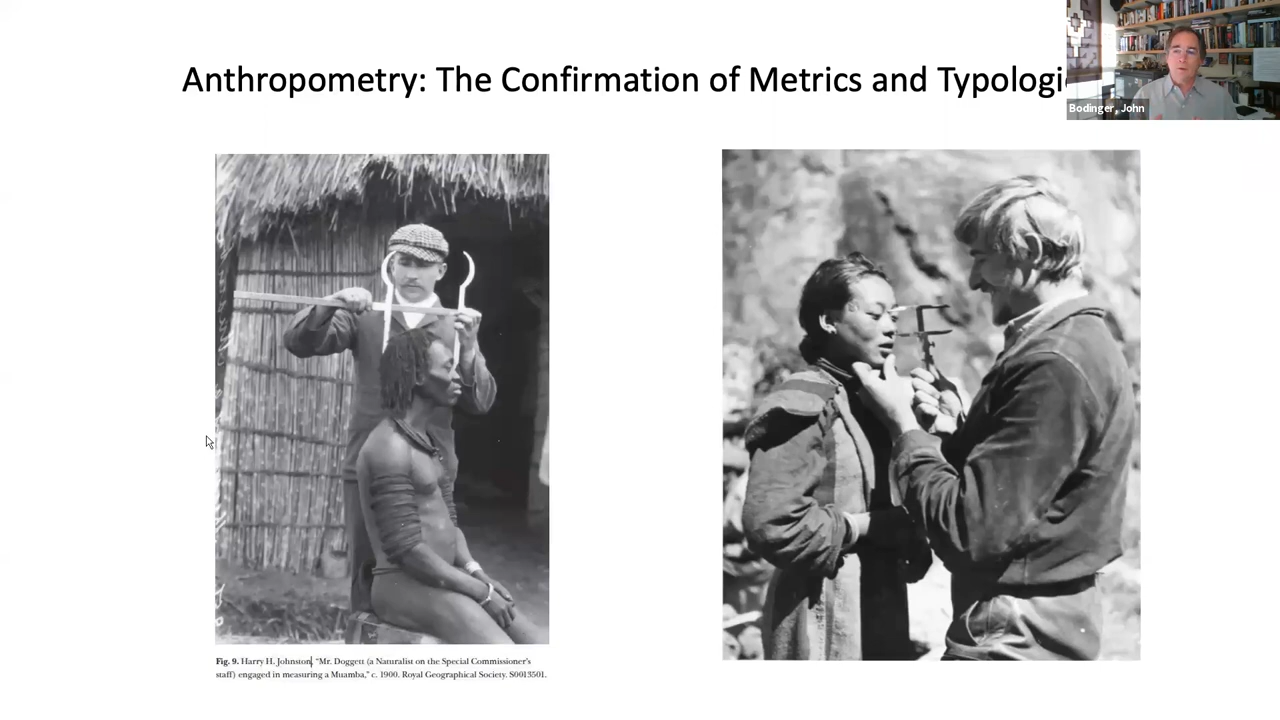 Anthropometry: The Confirmation of Metrics and Typologi
Bodinger, John
Fig. 9. Harry H. Johnston, "Mr. Doggett (a Naturalist on the Special Commissioner's
staff) engaged in measuring a Muamba," c. 1900. Royal Geographical Society. S0013501.